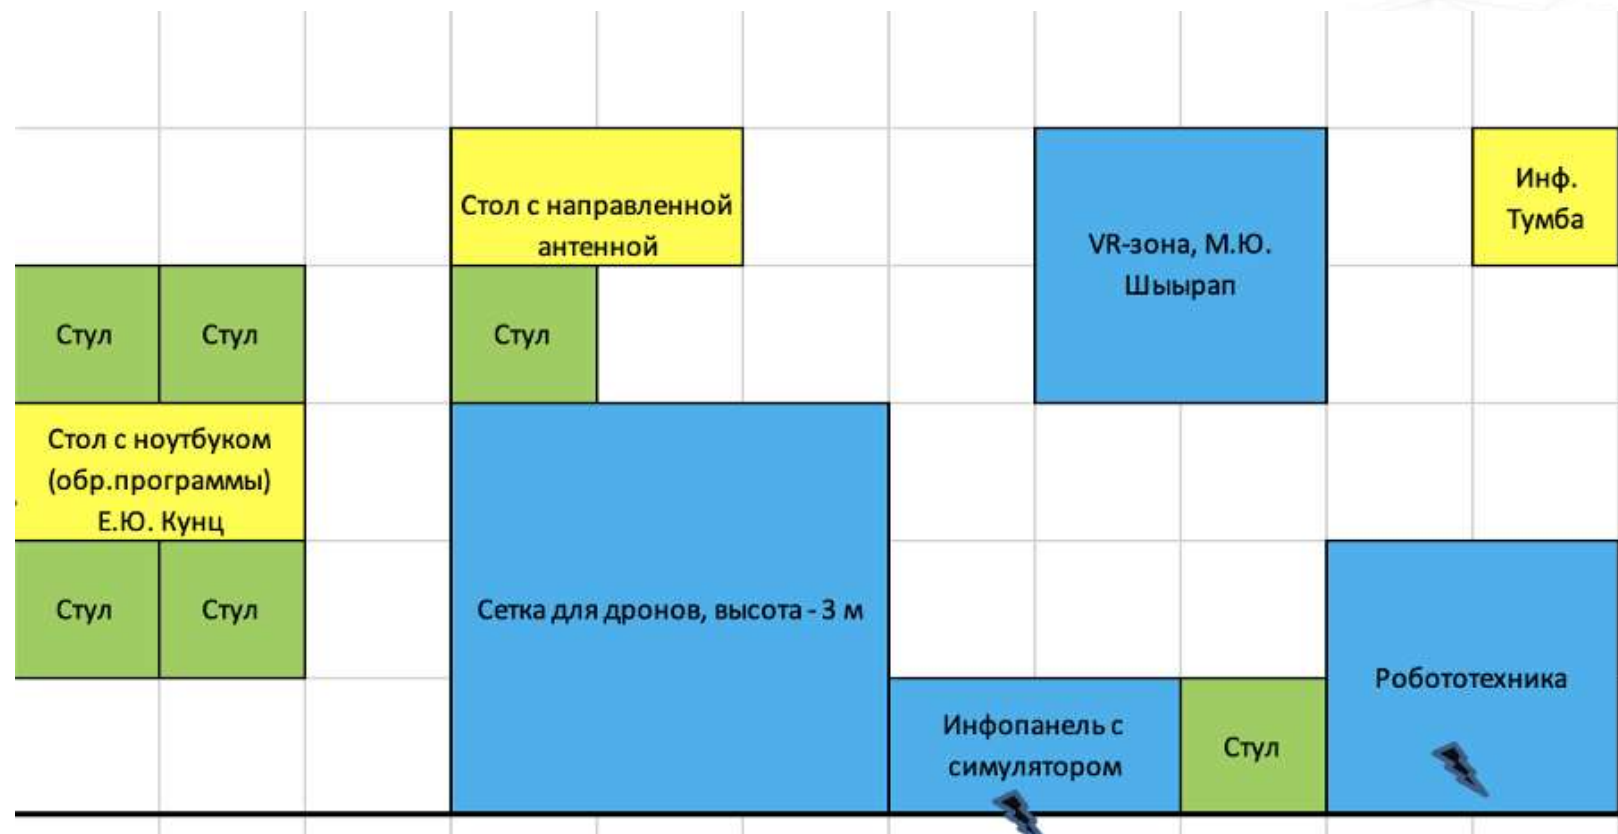 Стол с направленной
антенной
VR-зона, М.Ю.
Шыырап
Инф.
Тумба
Стул
Стул
Стул
Стол с ноутбуком
(обр.программы)
Е.Ю. Кунц
Стул
Стул
Сетка для дронов, высота - 3 м
Инфопанель с
симулятором
Стул
Робототехника